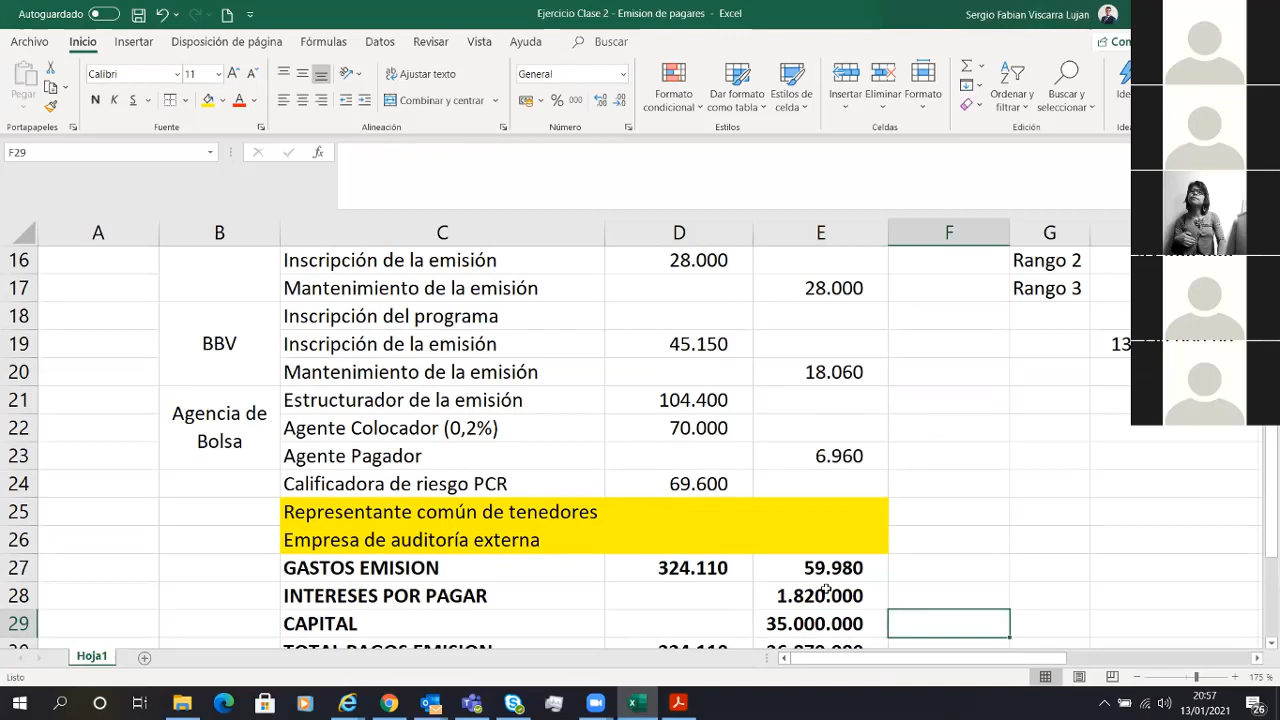 Autoguardado
Ejercicio Clase 2 - Emision de pagares - Excel
Sergio Fabian Viscarra Lujan
Archivo Inicio Insertar Disposición de página Fórmulas Datos Revisar Vista Ayuda Buscar
Pegar
Calibri 11
N K S
Ajustar texto
Combinar y centrar
General
% 000
Formato condicional
Dar formato como tabla
Estilos de celda
Insertar
Eliminar
Formato
Ordenar y filtrar
Buscar y seleccionar
Portapapeles Fuente Alineación Número Estilos Celdas Edición
F29 fx
A B C D E F G
16 Inscripción de la emisión 28.000 Rango 2
17 Mantenimiento de la emisión 28.000 Rango 3
18 Inscripción del programa
BBV
19 Inscripción de la emisión 45.150 13
20 Mantenimiento de la emisión 18.060
21 Estructurador de la emisión 104.400
Agencia de Bolsa
22 Agente Colocador (0,2%) 70.000
23 Agente Pagador 6.960
24 Calificadora de riesgo PCR 69.600
25 Representante común de tenedores
26 Empresa de auditoría externa
27 GASTOS EMISION 324.110 59.980
28 INTERESES POR PAGAR 1.820.000
29 CAPITAL 35.000.000
Hoja1
Listo
175 %
20:57
13/01/2021
26